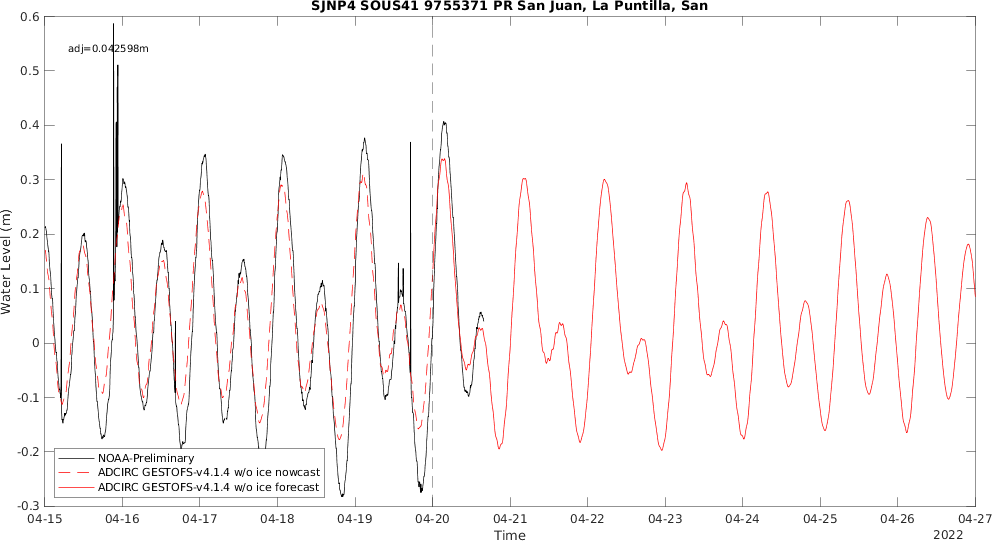 SJNP4 SOUS41 9755371 PR San Juan, La Puntilla, San
adj=0.042598m
Water Level (m)
0.6
0.5
0.4
0.3
0.2
0.1
0
-0.1
-0.2
-0.3
NOAA-Preliminary
ADCIRC GESTOFS-v4.1.4 w/o ice nowcast
ADCIRC GESTOFS-v4.1.4 w/o ice forecast
04-15 04-16 04-17 04-18 04-19 04-20 04-21 04-22 04-23 04-24 04-25 04-26 04-27
Time
2022